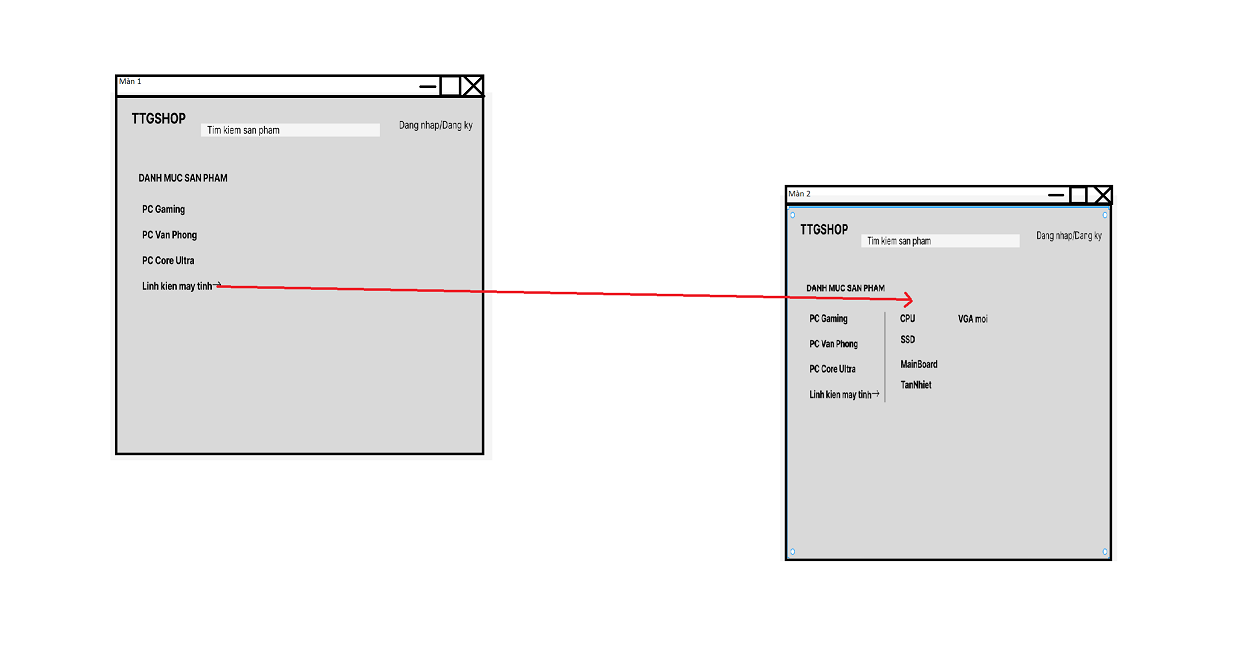 Màn 1
TTGSHOP
Tim kiem san pham
Dang nhap/Dang ky
DANH MUC SAN PHAM
PC Gaming
PC Van Phong
PC Core Ultra
Linh kien may tinh→
Màn 2
TTGSHOP
Tim kiem san pham
Dang nhap/Dang ky
DANH MUC SAN PHAM
PC Gaming
CPU
VGA moi
SSD
PC Van Phong
MainBoard
PC Core Ultra
TanNhiet
Linh kien may tinh→